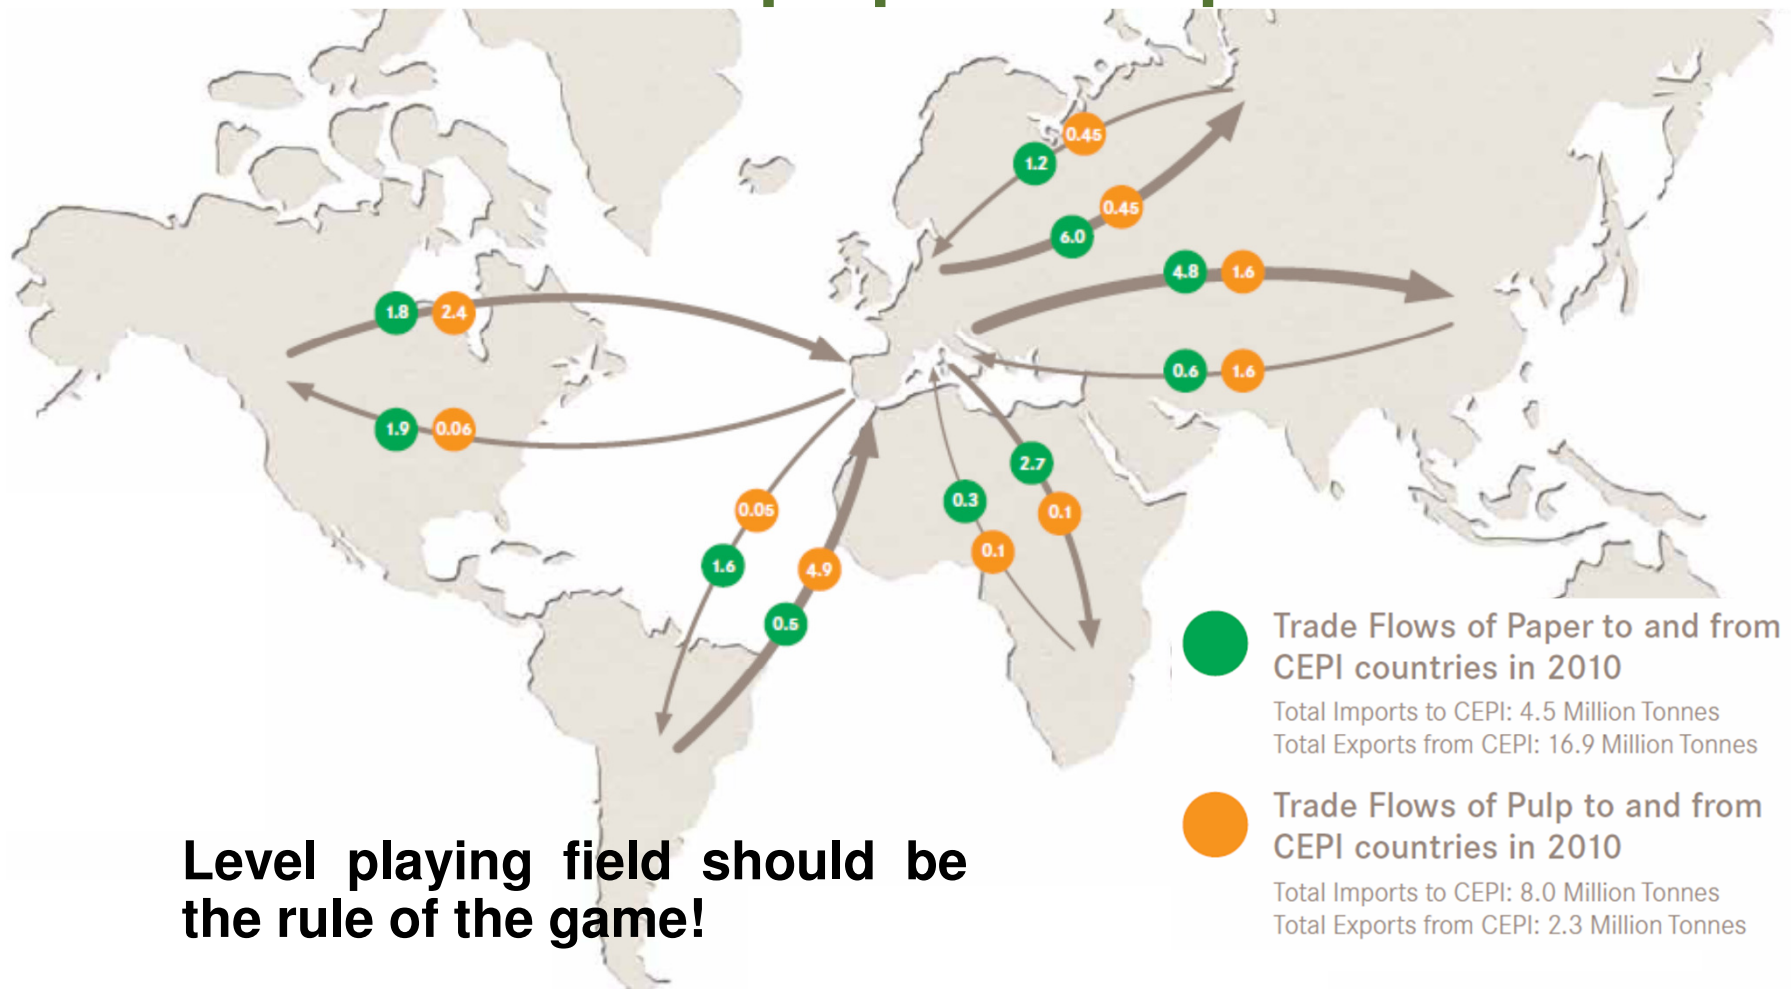 0.45
1.2
0.45
6.0
4.8 1.6
1.8 2.4
0.6 1.6
1.9 0.06
2.7
0.3
0.05
0.1
0.1
1.6
4.9
0.5
Trade Flows of Paper to and from
CEPI countries in 2010
Total Imports to CEPI: 4.5 Million Tonnes
Total Exports from CEPI: 16.9 Million Tonnes
Trade Flows of Pulp to and from
CEPI countries in 2010
Total Imports to CEPI: 8.0 Million Tonnes
Total Exports from CEPI: 2.3 Million Tonnes
Level playing field should be
the rule of the game!